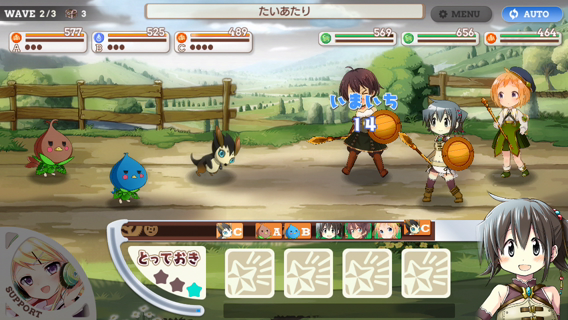 WAVE 2/3 3
たいあたり
MENU
AUTO
577 525 489
A B C
569 656 464
いまいち
14
C A B C
とっておき
SUPPORT